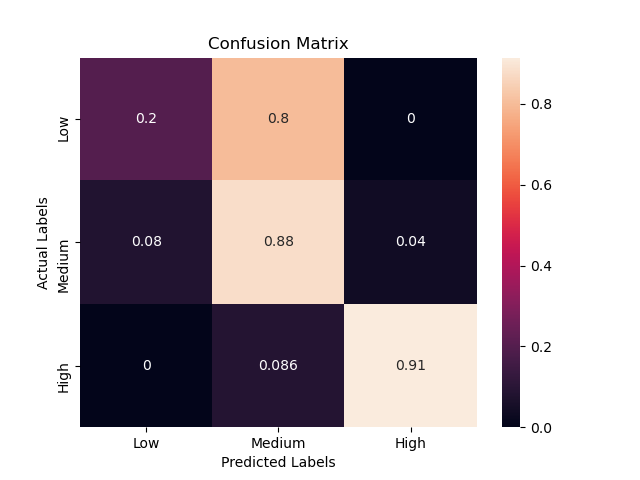 Confusion Matrix
Actual Labels
Low
0.2 0.8 0
Medium
0.08 0.88 0.04
High
0 0.086 0.91
Low Medium High
Predicted Labels
0.8
0.6
0.4
0.2
0.0